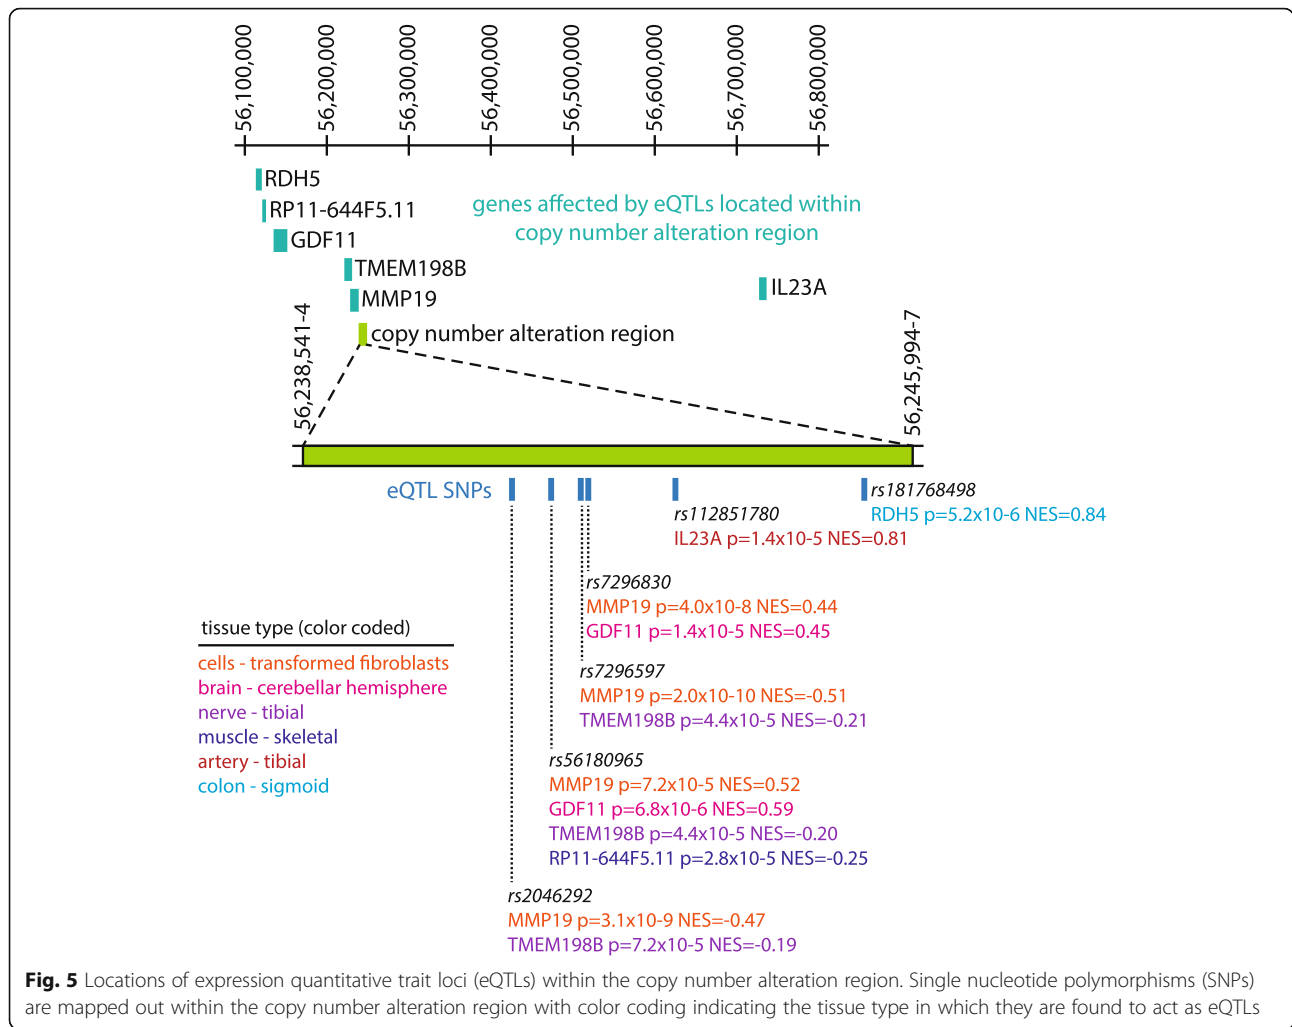 56,100,000
56,200,000
56,300,000
56,400,000
56,500,000
56,600,000
56,700,000
56,800,000
RDH5
RP11-644F5.11
genes affected by eQTLs located within
copy number alteration region
GDF11
TMEM198B
IL23A
MMP19
copy number alteration region
56,238,541-4
56,245,994-7
eQTL SNPs
rs181768498
RDH5 p=5.2x10-6 NES=0.84
rs112851780
IL23A p=1.4x10-5 NES=0.81
rs7296830
MMP19 p=4.0x10-8 NES=0.44
GDF11 p=1.4x10-5 NES=0.45
rs7296597
MMP19 p=2.0x10-10 NES=-0.51
TMEM198B p=4.4x10-5 NES=-0.21
rs56180965
MMP19 p=7.2x10-5 NES=0.52
GDF11 p=6.8x10-6 NES=0.59
TMEM198B p=4.4x10-5 NES=-0.20
RP11-644F5.11 p=2.8x10-5 NES=-0.25
rs2046292
MMP19 p=3.1x10-9 NES=-0.47
TMEM198B p=7.2x10-5 NES=-0.19
tissue type (color coded)
cells - transformed fibroblasts
brain - cerebellar hemisphere
nerve - tibial
muscle - skeletal
artery - tibial
colon - sigmoid
Fig. 5 Locations of expression quantitative trait loci (eQTLs) within the copy number alteration region. Single nucleotide polymorphisms (SNPs)
are mapped out within the copy number alteration region with color coding indicating the tissue type in which they are found to act as eQTLs